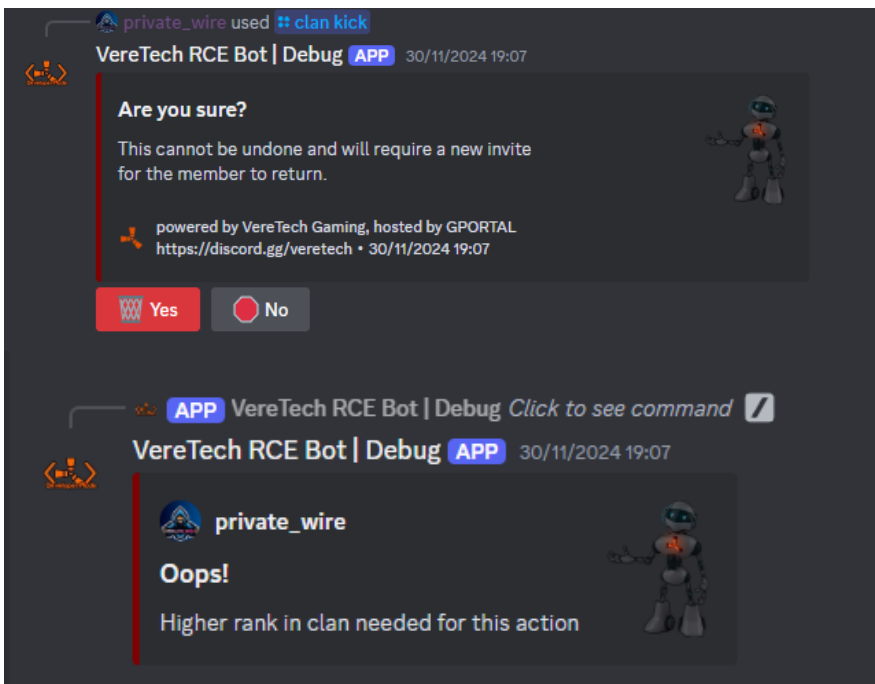 private_wire used clan kick
VereTech RCE Bot | Debug APP 30/11/2024 19:07
Are you sure?
This cannot be undone and will require a new invite
for the member to return.
powered by VereTech Gaming, hosted by GPORTAL
https://discord.gg/veretech • 30/11/2024 19:07
Yes No
APP VereTech RCE Bot | Debug Click to see command /
VereTech RCE Bot | Debug APP 30/11/2024 19:07
private_wire
Oops!
Higher rank in clan needed for this action